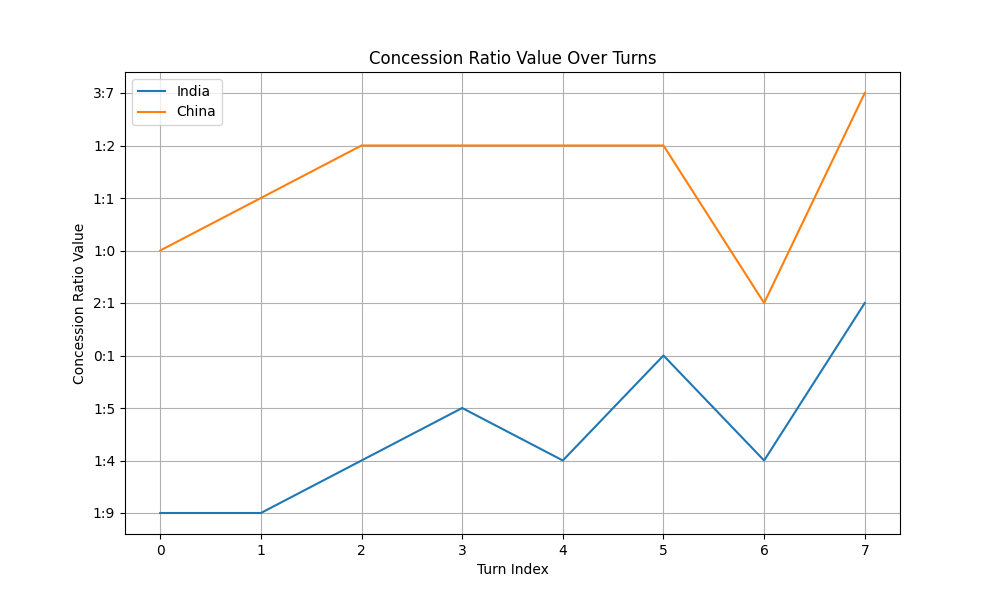 Concession Ratio Value Over Turns
India
China
Concession Ratio Value
3:7
1:2
1:1
1:0
2:1
0:1
1:5
1:4
1:9
0 1 2 3 4 5 6 7
Turn Index